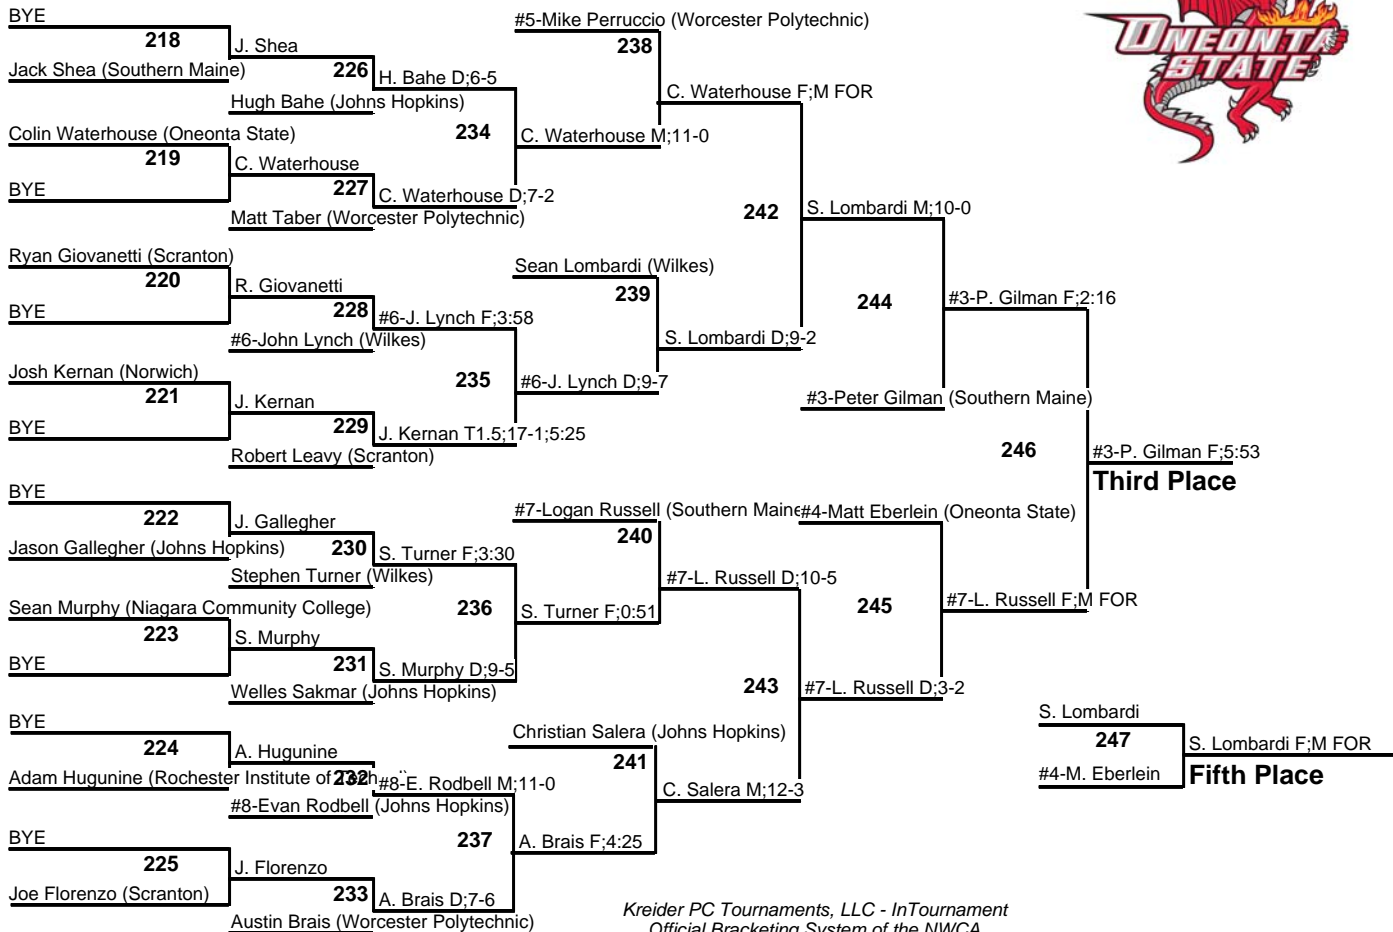 BYE
#5-Mike Perruccio (Worcester Polytechnic)
ONEONTA
STATE
218
J. Shea
238
Jack Shea (Southern Maine)
226
H. Bahe D;6-5
C. Waterhouse F;M FOR
Hugh Bahe (Johns Hopkins)
Colin Waterhouse (Oneonta State)
234
C. Waterhouse M;11-0
219
C. Waterhouse
BYE
227
C. Waterhouse D;7-2
Matt Taber (Worcester Polytechnic)
242
S. Lombardi M;10-0
Ryan Giovanetti (Scranton)
Sean Lombardi (Wilkes)
220
R. Giovanetti
239
244
#3-P. Gilman F;2:16
BYE
228
#6-J. Lynch F;3:58
#6-John Lynch (Wilkes)
S. Lombardi D;9-2
Josh Kernan (Norwich)
235
#6-J. Lynch D;9-7
221
J. Kernan
#3-Peter Gilman (Southern Maine)
BYE
229
J. Kernan T1.5;17-1;5:25
Robert Leavy (Scranton)
246
#3-P. Gilman F;5:53
Third Place
BYE
#7-Logan Russell (Southern Maine
#4-Matt Eberlein (Oneonta State)
222
J. Gallegher
240
Jason Gallegher (Johns Hopkins)
230
S. Turner F;3:30
Stephen Turner (Wilkes)
#7-L. Russell D;10-5
Sean Murphy (Niagara Community College)
236
S. Turner F;0:51
245
#7-L. Russell F;M FOR
223
S. Murphy
BYE
231
S. Murphy D;9-5
Welles Sakmar (Johns Hopkins)
243
#7-L. Russell D;3-2
BYE
Christian Salera (Johns Hopkins)
S. Lombardi
224
A. Hugunine
241
247
S. Lombardi F;M FOR
Adam Hugunine (Rochester Institute of
232
#8-E. Rodbell M;11-0
#4-M. Eberlein
Fifth Place
#8-Evan Rodbell (Johns Hopkins)
C. Salera M;12-3
BYE
237
A. Brais F;4:25
225
J. Florenzo
Joe Florenzo (Scranton)
233
A. Brais D;7-6
Austin Brais (Worcester Polytechnic)
Kreider PC Tournaments, LLC - InTournament
Official Bracketing System of the NWCA